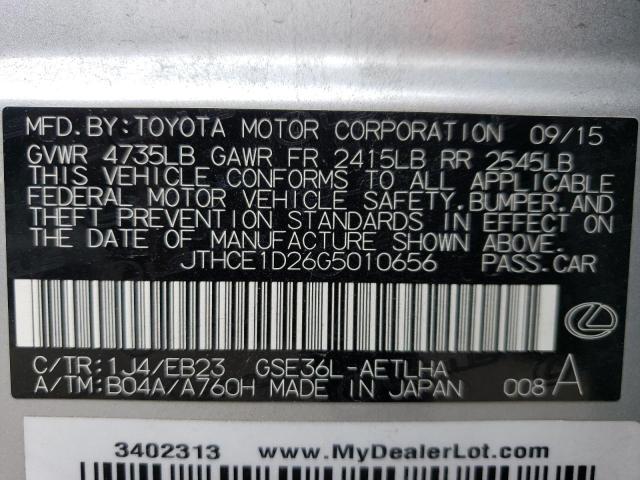 MFD. BY: TOYOTA MOTOR CORPORATION 09/15
GVWR 4735LB GAWR FR 2415LB RR 2545LB
THIS VEHICLE CONFORMS TO ALL APPLICABLE
FEDERAL MOTOR VEHICLE SAFETY, BUMPER, AND
THEFT PREVENTION STANDARDS IN EFFECT ON
THE DATE OF MANUFACTURE SHOWN ABOVE.
JTHCE1D26G5010656 PASS. CAR
C/TR: 1J4/EB23 GSE36L-AETLHA
A/TM: B04A/A760H MADE IN JAPAN 008 A
3402313 www.MyDealerLot.com